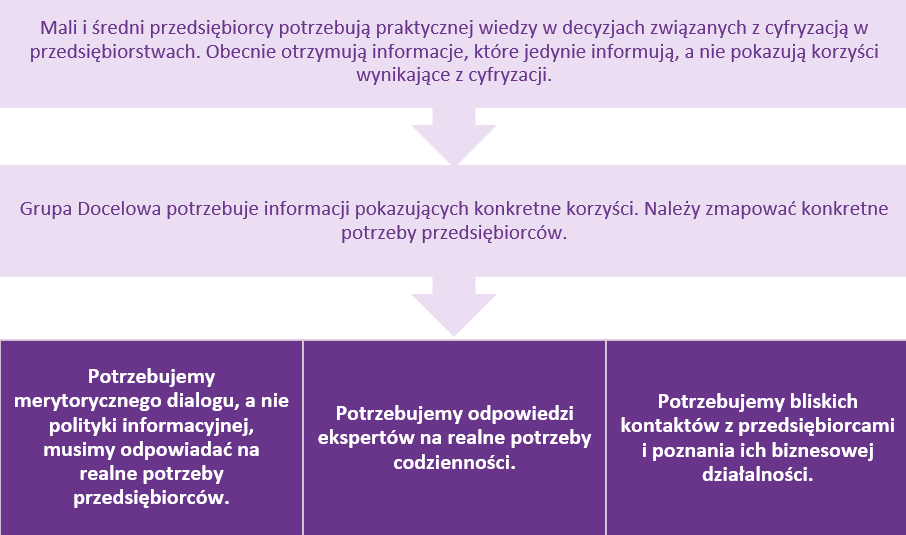 Mali i średni przedsiębiorcy potrzebują praktycznej wiedzy w decyzjach związanych z cyfryzacją w
przedsiębiorstwach. Obecnie otrzymują informacje, które jedynie informują, a nie pokazują korzyści
wynikające z cyfryzacji.
Grupa Docelowa potrzebuje informacji pokazujących konkretne korzyści. Należy zmapować konkretne
potrzeby przedsiębiorców.
Potrzebujemy
merytorycznego dialogu, a nie
polityki informacyjnej,
musimy odpowiadać na
realne potrzeby
przedsiębiorców.
Potrzebujemy odpowiedzi
ekspertów na realne potrzeby
codzienności.
Potrzebujemy bliskich
kontaktów z przedsiębiorcami
i poznania ich biznesowej
działalności.